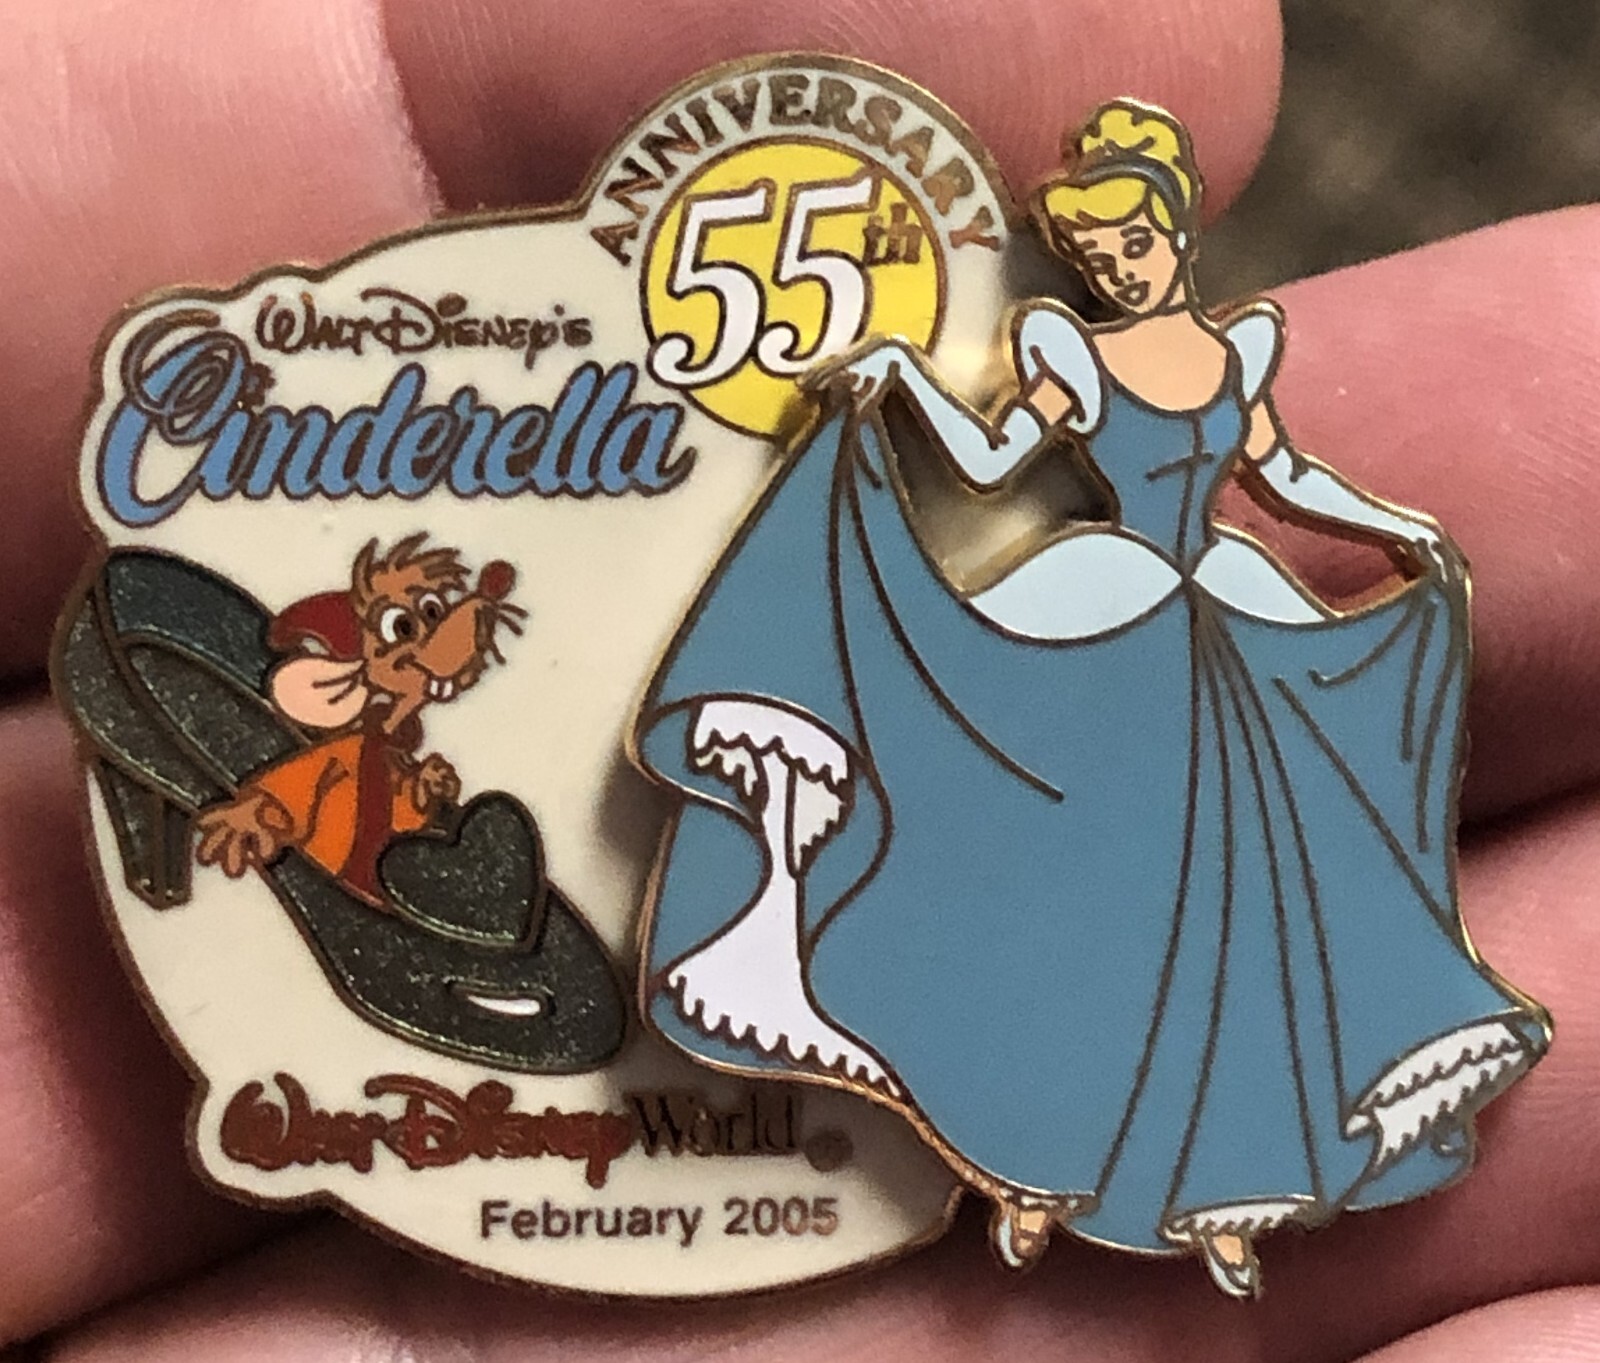 ANNIVERSARY
55th
WALT DISNEY'S
Cinderella
WALT DISNEY World
February 2005